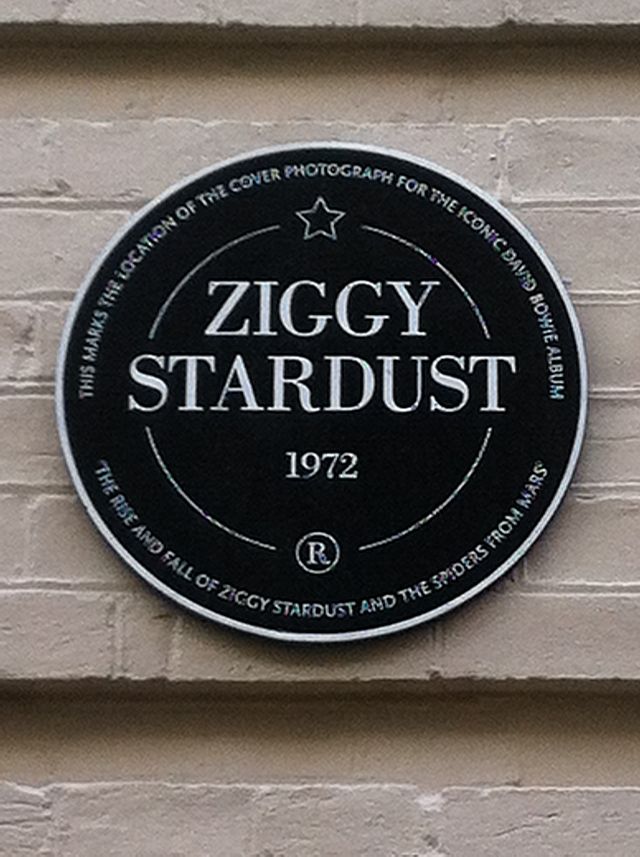 THIS MARKS THE LOCATION OF THE COVER PHOTOGRAPH FOR THE ICONIC DAVID BOWIE ALBUM
ZIGGY
STARDUST
1972
R
'THE RISE AND FALL OF ZIGGY STARDUST AND THE SPIDERS FROM MARS'